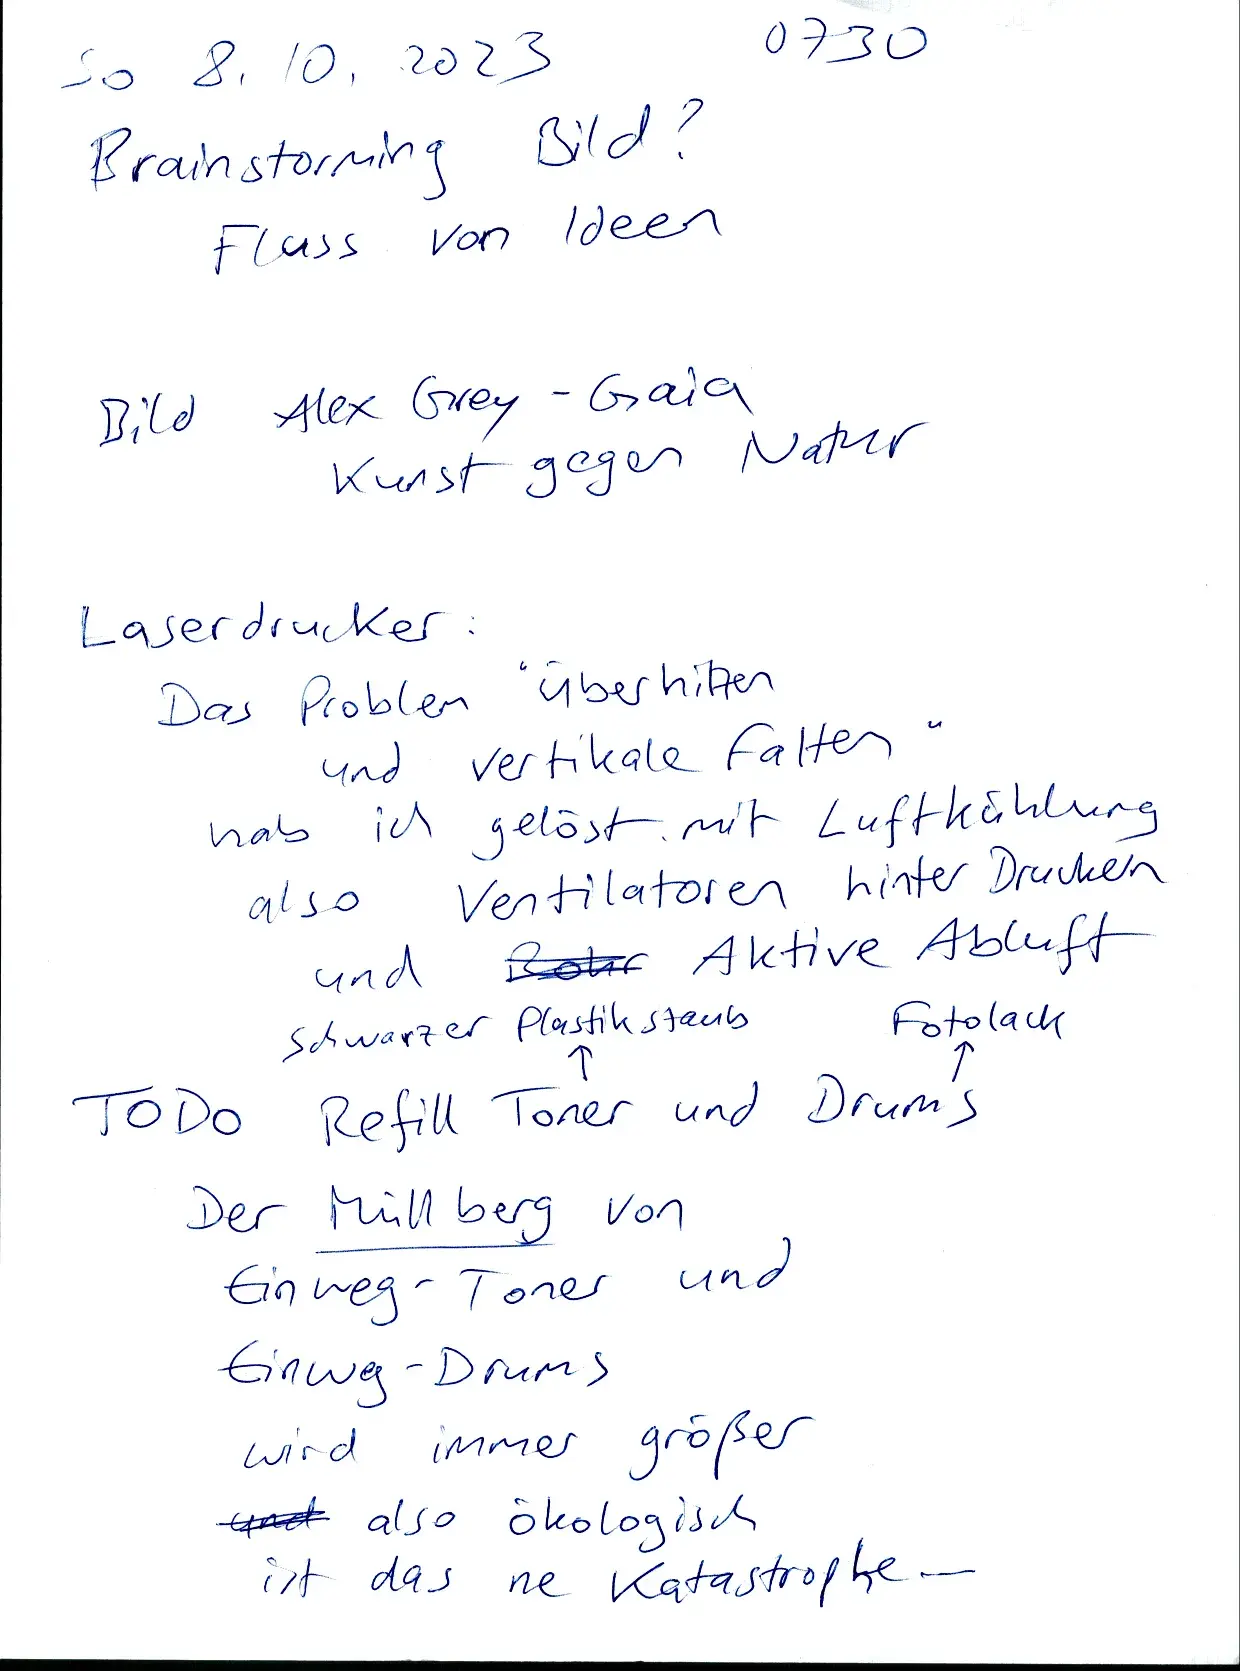 So 8.10.2023 0730
Brainstorming Bild?
Fluss von Ideen
Bild Alex Grey - Gaia
Kunst gegen Natur
Laserdrucker:
Das Problem "überhitzen
und vertikale Falten"
hab ich gelöst mit Luftkühlung
also Ventilatoren hinter Druckern
und Rohr Aktive Abluft
schwarzer Plastikstaub Fotolack
↑ ↑
TODO Refill Toner und Drums
Der Müllberg von
Einweg-Toner und
Einweg-Drums
wird immer größer
und also ökologisch
ist das ne Katastrophe —